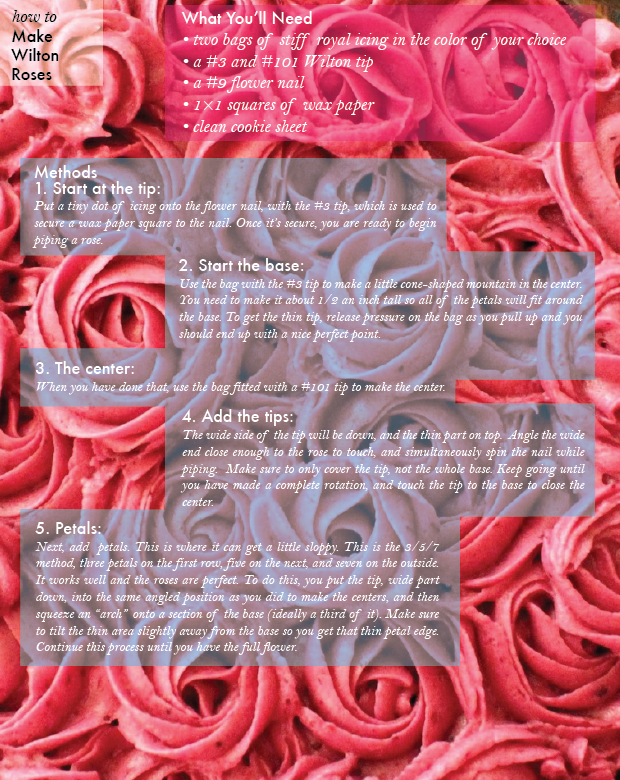 how to
Make
Wilton
Roses
What You'll Need
• two bags of stiff royal icing in the color of your choice
• a #3 and #101 Wilton tip
• a #9 flower nail
• 1×1 squares of wax paper
• clean cookie sheet
Methods
1. Start at the tip:
Put a tiny dot of icing onto the flower nail, with the #3 tip, which is used to
secure a wax paper square to the nail. Once it's secure, you are ready to begin
piping a rose.
2. Start the base:
Use the bag with the #3 tip to make a little cone-shaped mountain in the center.
You need to make it about 1/2 an inch tall so all of the petals will fit around
the base. To get the thin tip, release pressure on the bag as you pull up and you
should end up with a nice perfect point.
3. The center:
When you have done that, use the bag fitted with a #101 tip to make the center.
4. Add the tips:
The wide side of the tip will be down, and the thin part on top. Angle the wide
end close enough to the rose to touch, and simultaneously spin the nail while
piping. Make sure to only cover the tip, not the whole base. Keep going until
you have made a complete rotation, and touch the tip to the base to close the
center.
5. Petals:
Next, add petals. This is where it can get a little sloppy. This is the 3/5/7
method, three petals on the first row, five on the next, and seven on the outside.
It works well and the roses are perfect. To do this, you put the tip, wide part
down, into the same angled position as you did to make the centers, and then
squeeze an "arch" onto a section of the base (ideally a third of it). Make sure
to tilt the thin area slightly away from the base so you get that thin petal edge.
Continue this process until you have the full flower.